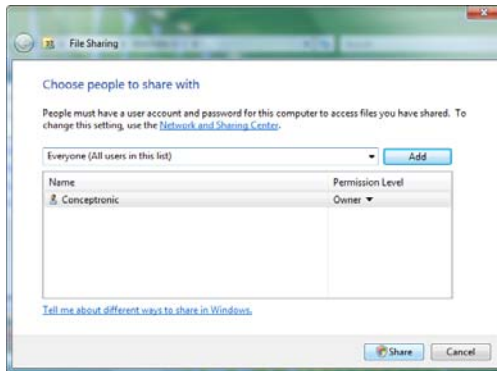 File Sharing
Choose people to share with
People must have a user account and password for this computer to access files you have shared. To
change this setting, use the Network and Sharing Center.
Everyone (All users in this list)
Add
Name Permission Level
Conceptronic Owner
Tell me about different ways to share in Windows.
Share Cancel